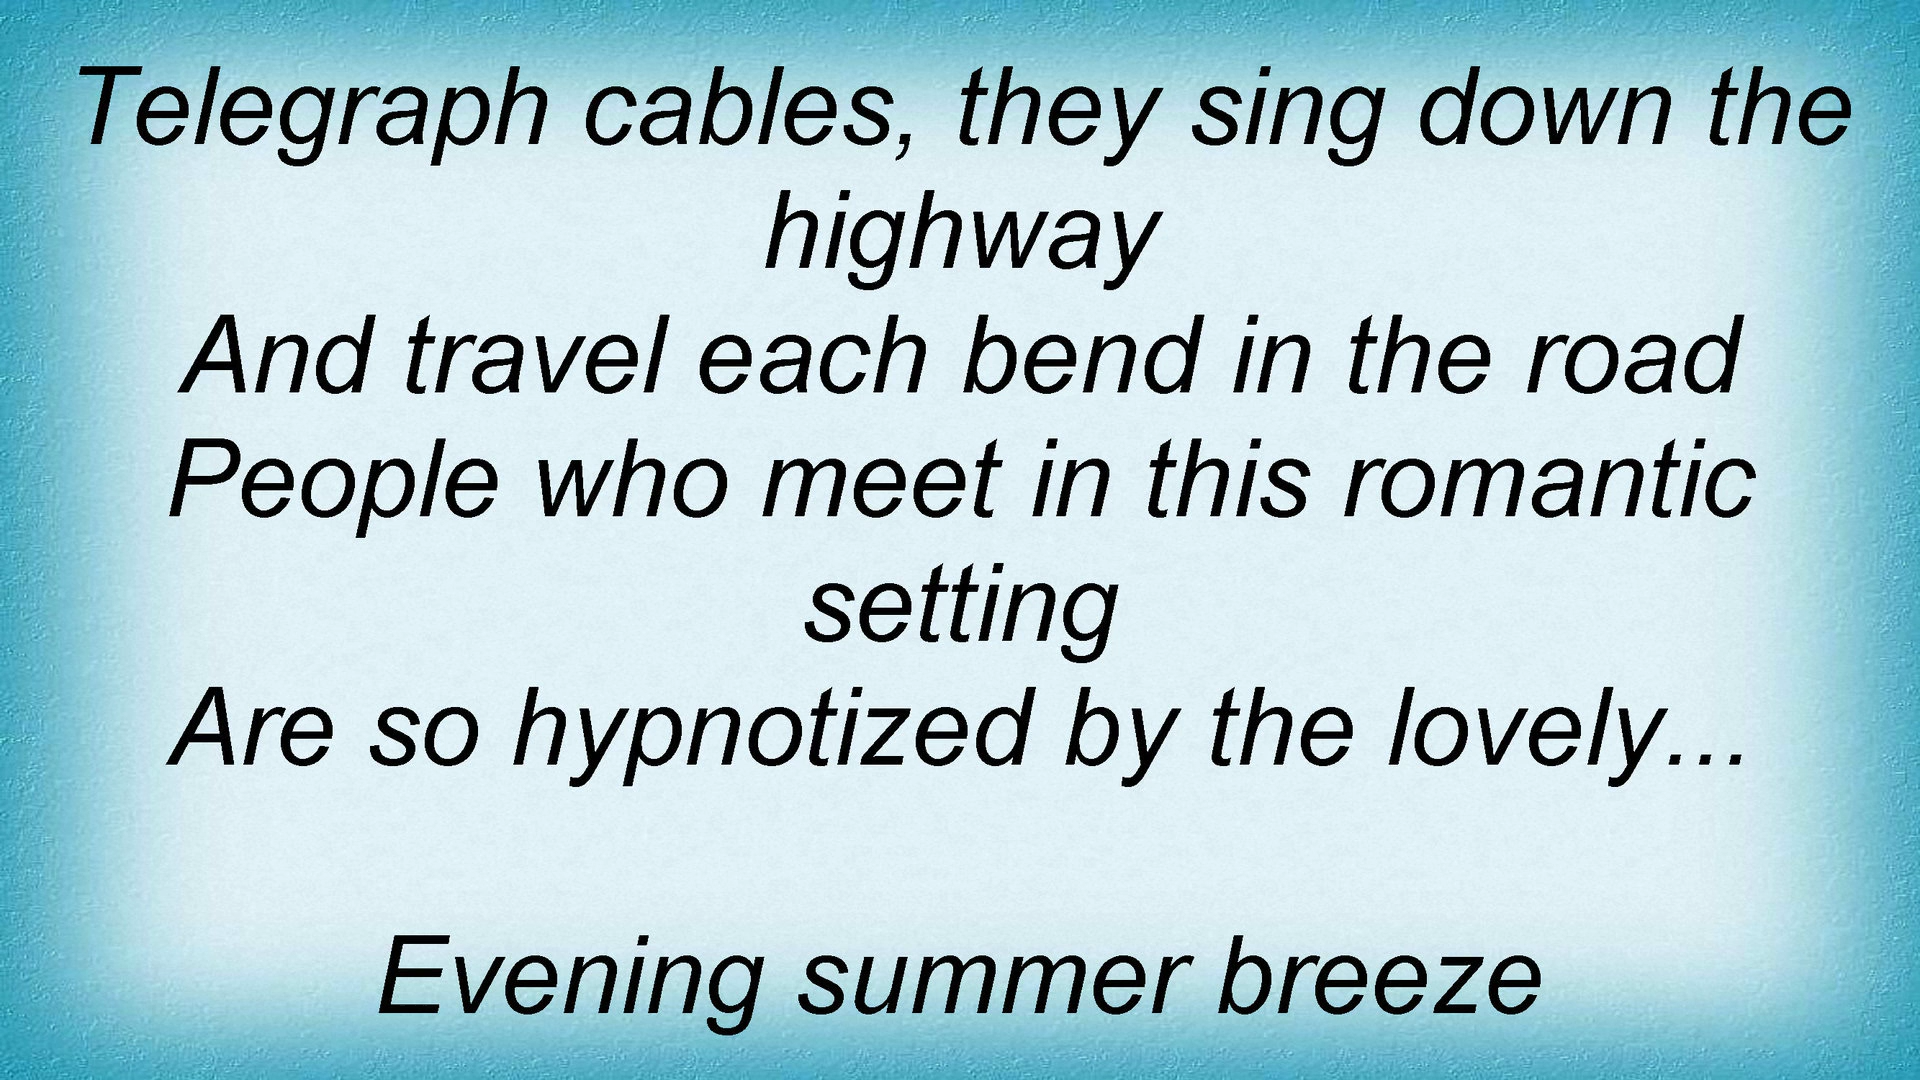 Telegraph cables, they sing down the
highway
And travel each bend in the road
People who meet in this romantic
setting
Are so hypnotized by the lovely...
Evening summer breeze